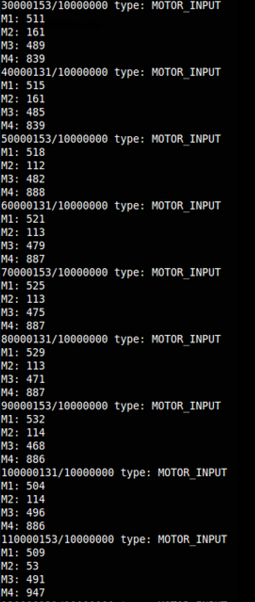 30000153/10000000 type: MOTOR_INPUT
M1: 511
M2: 161
M3: 489
M4: 839
40000131/10000000 type: MOTOR_INPUT
M1: 515
M2: 161
M3: 485
M4: 839
50000153/10000000 type: MOTOR_INPUT
M1: 518
M2: 112
M3: 482
M4: 888
60000131/10000000 type: MOTOR_INPUT
M1: 521
M2: 113
M3: 479
M4: 887
70000153/10000000 type: MOTOR_INPUT
M1: 525
M2: 113
M3: 475
M4: 887
80000131/10000000 type: MOTOR_INPUT
M1: 529
M2: 113
M3: 471
M4: 887
90000153/10000000 type: MOTOR_INPUT
M1: 532
M2: 114
M3: 468
M4: 886
100000131/10000000 type: MOTOR_INPUT
M1: 504
M2: 114
M3: 496
M4: 886
110000153/10000000 type: MOTOR_INPUT
M1: 509
M2: 53
M3: 491
M4: 947